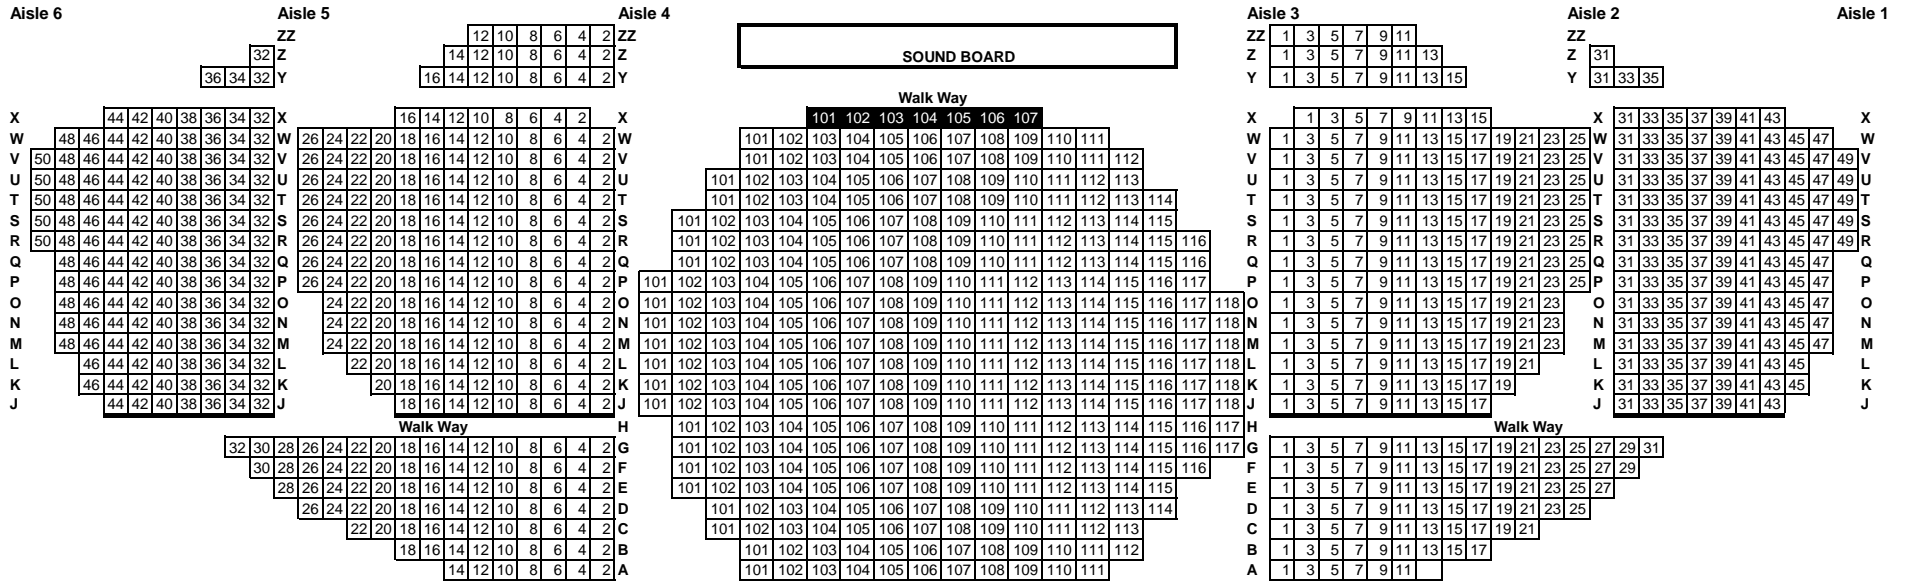 Aisle 6 Aisle 5 Aisle 4 Aisle 3 Aisle 2 Aisle 1
ZZ 12 10 8 6 4 2 ZZ ZZ 1 3 5 7 9 11 ZZ
32 Z 14 12 10 8 6 4 2 Z SOUND BOARD Z 1 3 5 7 9 11 13 Z 31
36 34 32 Y 16 14 12 10 8 6 4 2 Y Y 1 3 5 7 9 11 13 15 Y 31 33 35
Walk Way
X 44 42 40 38 36 34 32 X 16 14 12 10 8 6 4 2 X 101 102 103 104 105 106 107 X 1 3 5 7 9 11 13 15 X 31 33 35 37 39 41 43 X
W 48 46 44 42 40 38 36 34 32 W 26 24 22 20 18 16 14 12 10 8 6 4 2 W 101 102 103 104 105 106 107 108 109 110 111 W 1 3 5 7 9 11 13 15 17 19 21 23 25 W 31 33 35 37 39 41 43 45 47 W
V 50 48 46 44 42 40 38 36 34 32 V 26 24 22 20 18 16 14 12 10 8 6 4 2 V 101 102 103 104 105 106 107 108 109 110 111 112 V 1 3 5 7 9 11 13 15 17 19 21 23 25 V 31 33 35 37 39 41 43 45 47 49 V
U 50 48 46 44 42 40 38 36 34 32 U 26 24 22 20 18 16 14 12 10 8 6 4 2 U 101 102 103 104 105 106 107 108 109 110 111 112 113 U 1 3 5 7 9 11 13 15 17 19 21 23 25 U 31 33 35 37 39 41 43 45 47 49 U
T 50 48 46 44 42 40 38 36 34 32 T 26 24 22 20 18 16 14 12 10 8 6 4 2 T 101 102 103 104 105 106 107 108 109 110 111 112 113 114 T 1 3 5 7 9 11 13 15 17 19 21 23 25 T 31 33 35 37 39 41 43 45 47 49 T
S 50 48 46 44 42 40 38 36 34 32 S 26 24 22 20 18 16 14 12 10 8 6 4 2 S 101 102 103 104 105 106 107 108 109 110 111 112 113 114 115 S 1 3 5 7 9 11 13 15 17 19 21 23 25 S 31 33 35 37 39 41 43 45 47 49 S
R 50 48 46 44 42 40 38 36 34 32 R 26 24 22 20 18 16 14 12 10 8 6 4 2 R 101 102 103 104 105 106 107 108 109 110 111 112 113 114 115 116 R 1 3 5 7 9 11 13 15 17 19 21 23 25 R 31 33 35 37 39 41 43 45 47 49 R
Q 48 46 44 42 40 38 36 34 32 Q 26 24 22 20 18 16 14 12 10 8 6 4 2 Q 101 102 103 104 105 106 107 108 109 110 111 112 113 114 115 116 Q 1 3 5 7 9 11 13 15 17 19 21 23 25 Q 31 33 35 37 39 41 43 45 47 Q
P 48 46 44 42 40 38 36 34 32 P 26 24 22 20 18 16 14 12 10 8 6 4 2 P 101 102 103 104 105 106 107 108 109 110 111 112 113 114 115 116 117 P 1 3 5 7 9 11 13 15 17 19 21 23 25 P 31 33 35 37 39 41 43 45 47 P
O 48 46 44 42 40 38 36 34 32 O 24 22 20 18 16 14 12 10 8 6 4 2 O 101 102 103 104 105 106 107 108 109 110 111 112 113 114 115 116 117 118 O 1 3 5 7 9 11 13 15 17 19 21 23 O 31 33 35 37 39 41 43 45 47 O
N 48 46 44 42 40 38 36 34 32 N 24 22 20 18 16 14 12 10 8 6 4 2 N 101 102 103 104 105 106 107 108 109 110 111 112 113 114 115 116 117 118 N 1 3 5 7 9 11 13 15 17 19 21 23 N 31 33 35 37 39 41 43 45 47 N
M 48 46 44 42 40 38 36 34 32 M 24 22 20 18 16 14 12 10 8 6 4 2 M 101 102 103 104 105 106 107 108 109 110 111 112 113 114 115 116 117 118 M 1 3 5 7 9 11 13 15 17 19 21 23 M 31 33 35 37 39 41 43 45 47 M
L 46 44 42 40 38 36 34 32 L 22 20 18 16 14 12 10 8 6 4 2 L 101 102 103 104 105 106 107 108 109 110 111 112 113 114 115 116 117 118 L 1 3 5 7 9 11 13 15 17 19 21 L 31 33 35 37 39 41 43 45 L
K 46 44 42 40 38 36 34 32 K 20 18 16 14 12 10 8 6 4 2 K 101 102 103 104 105 106 107 108 109 110 111 112 113 114 115 116 117 118 K 1 3 5 7 9 11 13 15 17 19 K 31 33 35 37 39 41 43 45 K
J 44 42 40 38 36 34 32 J 18 16 14 12 10 8 6 4 2 J 101 102 103 104 105 106 107 108 109 110 111 112 113 114 115 116 117 118 J 1 3 5 7 9 11 13 15 17 J 31 33 35 37 39 41 43 J
Walk Way H 101 102 103 104 105 106 107 108 109 110 111 112 113 114 115 116 117 H Walk Way
32 30 28 26 24 22 20 18 16 14 12 10 8 6 4 2 G 101 102 103 104 105 106 107 108 109 110 111 112 113 114 115 116 117 G 1 3 5 7 9 11 13 15 17 19 21 23 25 27 29 31
30 28 26 24 22 20 18 16 14 12 10 8 6 4 2 F 101 102 103 104 105 106 107 108 109 110 111 112 113 114 115 116 F 1 3 5 7 9 11 13 15 17 19 21 23 25 27 29
28 26 24 22 20 18 16 14 12 10 8 6 4 2 E 101 102 103 104 105 106 107 108 109 110 111 112 113 114 115 E 1 3 5 7 9 11 13 15 17 19 21 23 25 27
26 24 22 20 18 16 14 12 10 8 6 4 2 D 101 102 103 104 105 106 107 108 109 110 111 112 113 114 D 1 3 5 7 9 11 13 15 17 19 21 23 25
22 20 18 16 14 12 10 8 6 4 2 C 101 102 103 104 105 106 107 108 109 110 111 112 113 C 1 3 5 7 9 11 13 15 17 19 21
18 16 14 12 10 8 6 4 2 B 101 102 103 104 105 106 107 108 109 110 111 112 B 1 3 5 7 9 11 13 15 17
14 12 10 8 6 4 2 A 101 102 103 104 105 106 107 108 109 110 111 A 1 3 5 7 9 11